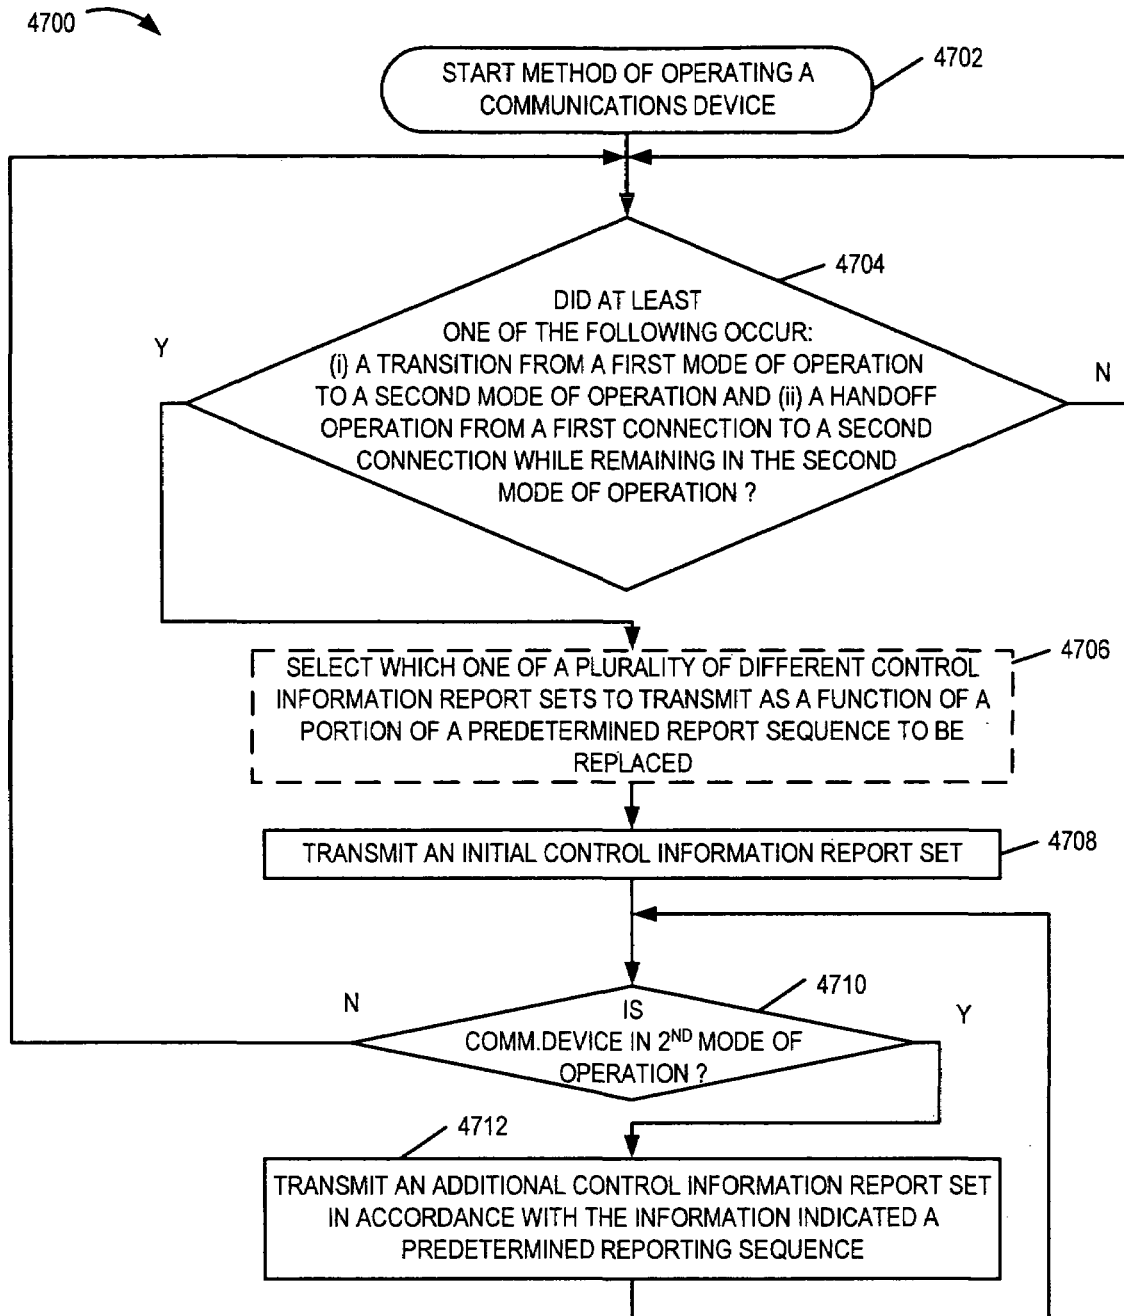 4700
START METHOD OF OPERATING A
COMMUNICATIONS DEVICE
4702
4704
DID AT LEAST
ONE OF THE FOLLOWING OCCUR:
(i) A TRANSITION FROM A FIRST MODE OF OPERATION
TO A SECOND MODE OF OPERATION AND (ii) A HANDOFF
OPERATION FROM A FIRST CONNECTION TO A SECOND
CONNECTION WHILE REMAINING IN THE SECOND
MODE OF OPERATION ?
Y
N
4706
SELECT WHICH ONE OF A PLURALITY OF DIFFERENT CONTROL
INFORMATION REPORT SETS TO TRANSMIT AS A FUNCTION OF A
PORTION OF A PREDETERMINED REPORT SEQUENCE TO BE
REPLACED
TRANSMIT AN INITIAL CONTROL INFORMATION REPORT SET
4708
4710
N
IS
COMM.DEVICE IN 2ND MODE OF
OPERATION ?
Y
4712
TRANSMIT AN ADDITIONAL CONTROL INFORMATION REPORT SET
IN ACCORDANCE WITH THE INFORMATION INDICATED A
PREDETERMINED REPORTING SEQUENCE